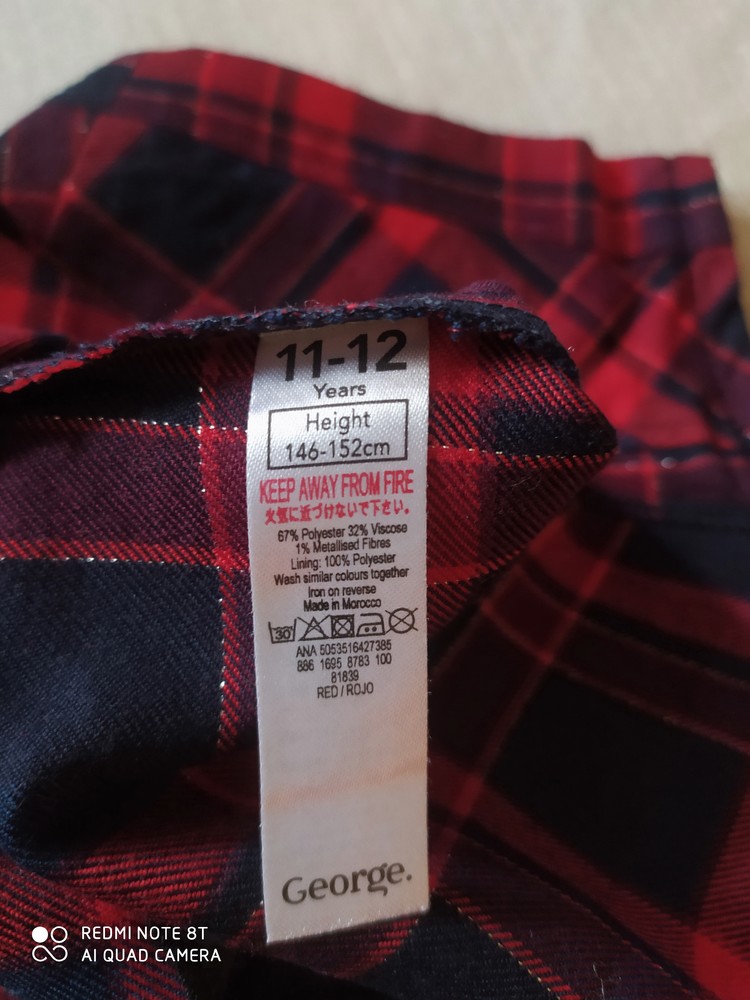 11-12
Years
Height
146-152cm
KEEP AWAY FROM FIRE
火気に近づけないで下さい。
67% Polyester 32% Viscose
1% Metallised Fibres
Lining: 100% Polyester
Wash similar colours together
Iron on reverse
Made in Morocco
30
ANA 5053516427385
886 1695 8783 100
81839
RED / ROJO
George.
REDMI NOTE 8T
AI QUAD CAMERA